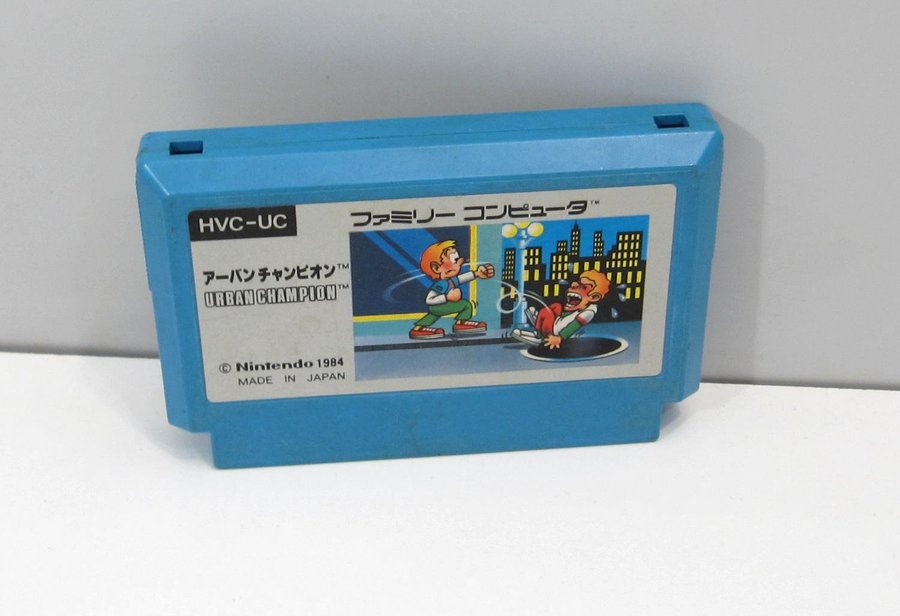 HVC-UC
ファミリー コンピュータ™
アーバンチャンピオン™
URBAN CHAMPION™
© Nintendo 1984
MADE IN JAPAN